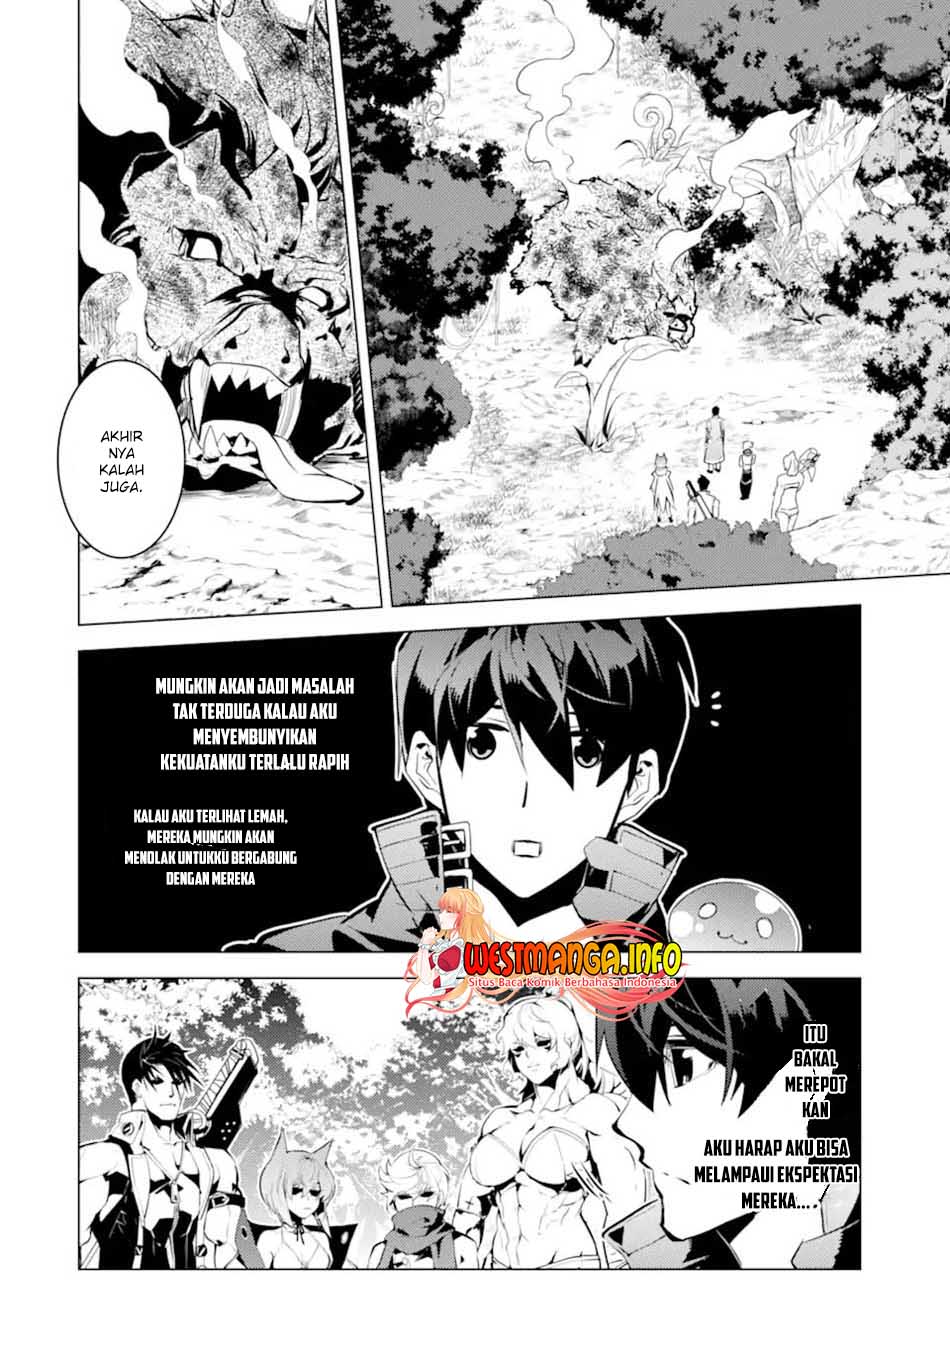 AKHIR
NYA
KALAH
JUGA.
MUNGKIN AKAN JADI MASALAH
TAK TERDUGA KALAU AKU
MENYEMBUNYIKAN
KEKUATANKU TERLALU RAPIH
KALAU AKU TERLIHAT LEMAH,
MEREKA MUNGKIN AKAN
MENOLAK UNTUKKU BERGABUNG
DENGAN MEREKA
WESTMANGA.INFO
Situs Baca Komik Berbahasa Indonesia
ITU
BAKAL
MEREPOT
KAN
AKU HARAP AKU BISA
MELAMPAUI EKSPEKTASI
MEREKA...